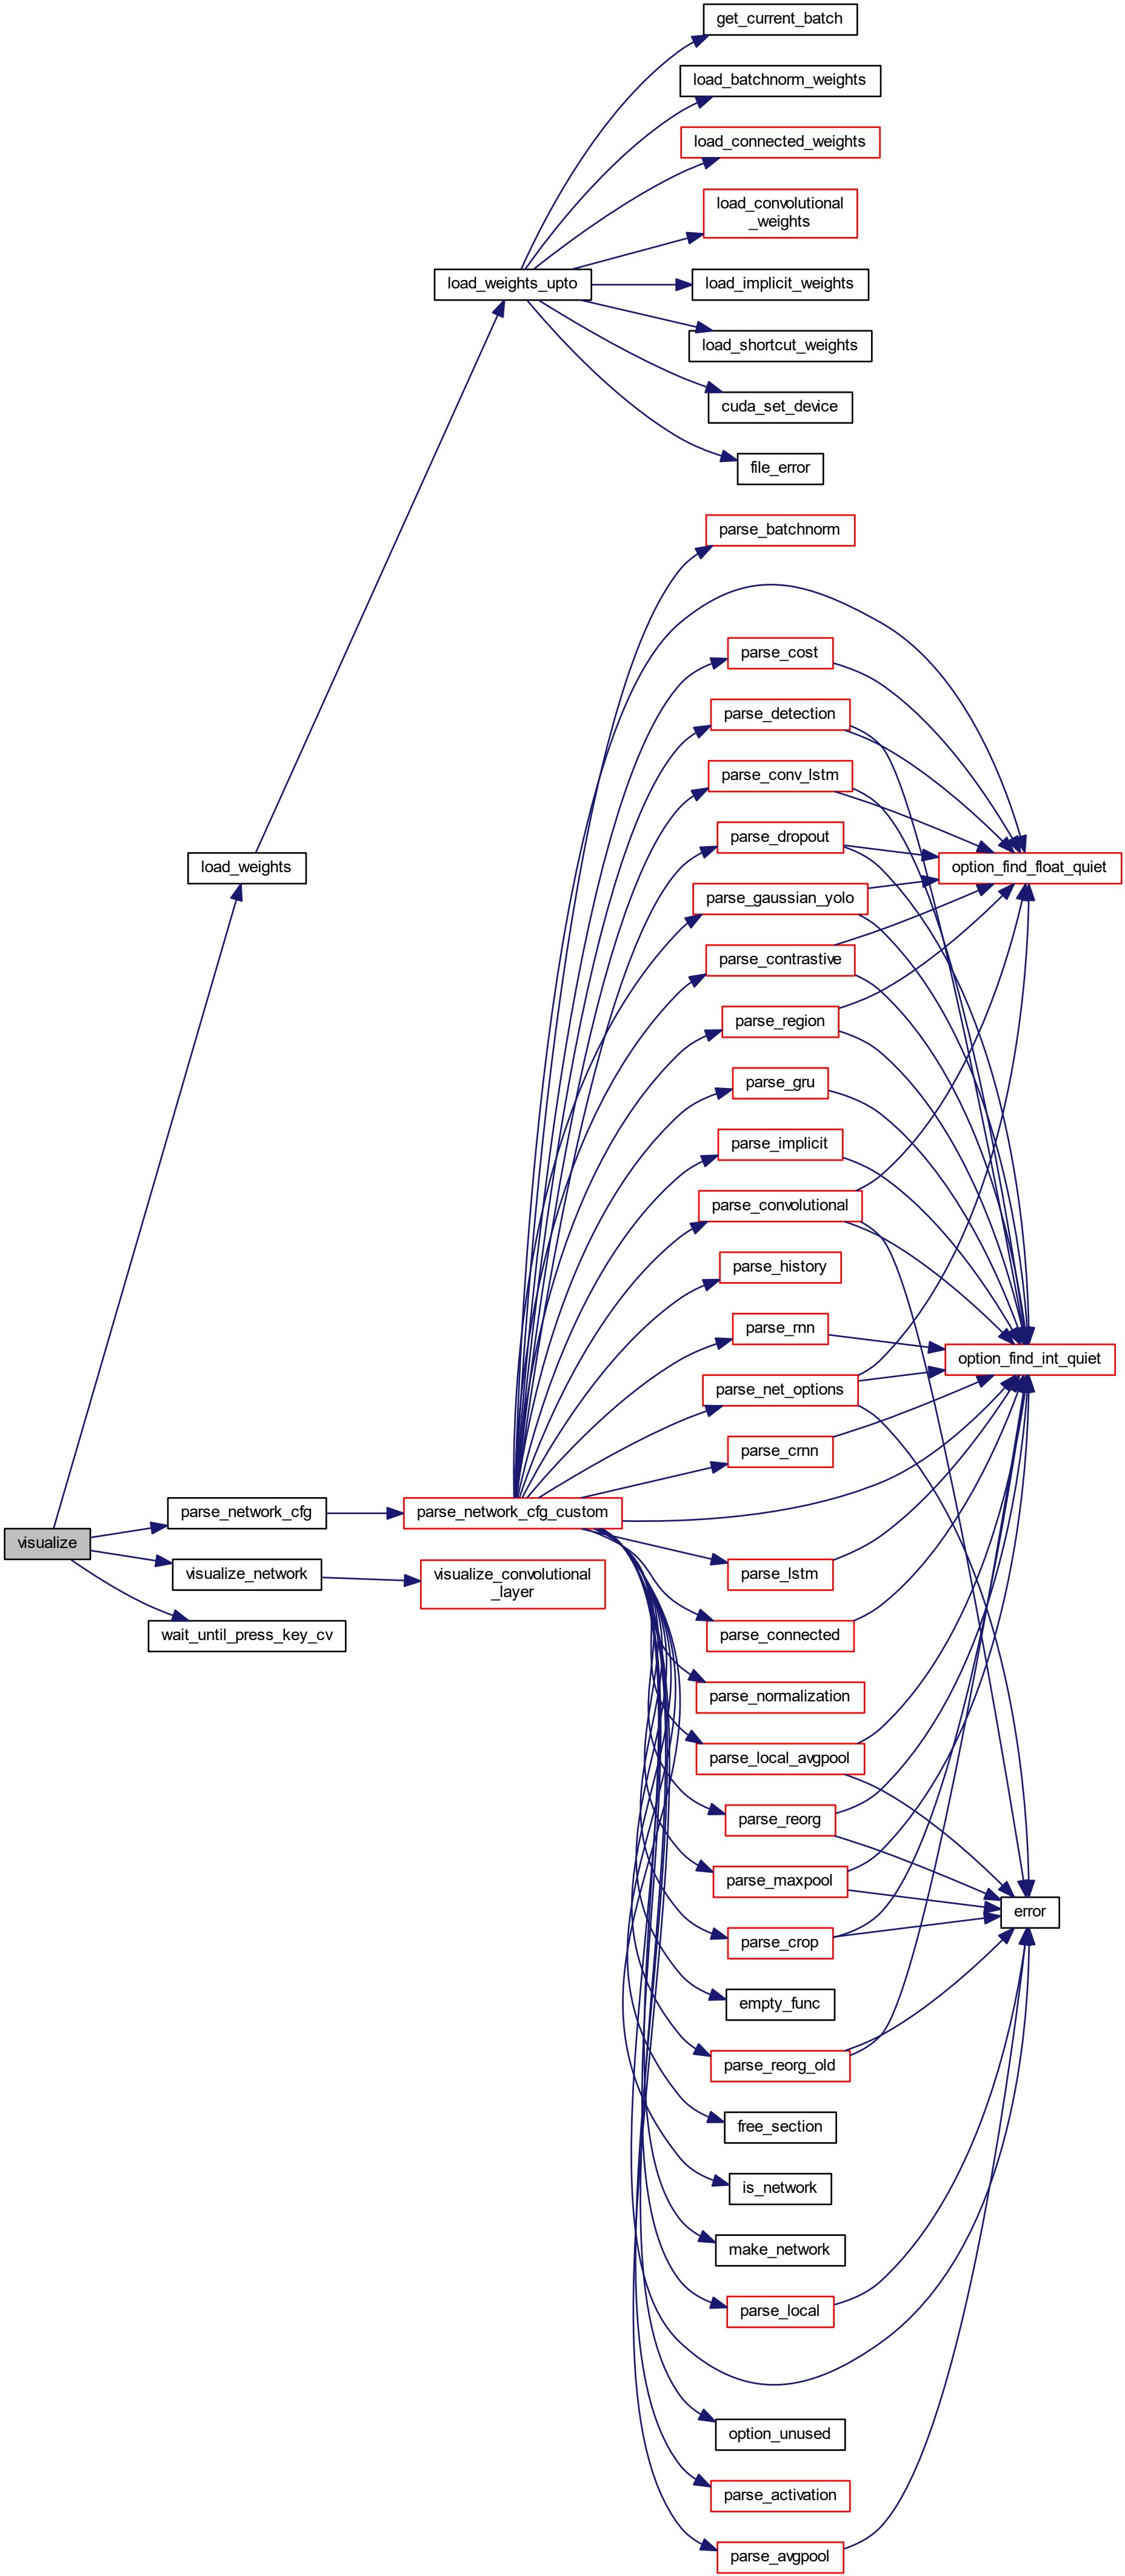 get_current_batch
load_batchnorm_weights
load_connected_weights
load_convolutional
_weights
load_weights_upto
load_implicit_weights
load_shortcut_weights
cuda_set_device
file_error
parse_batchnorm
parse_cost
parse_detection
parse_conv_lstm
parse_dropout
load_weights
option_find_float_quiet
parse_gaussian_yolo
parse_contrastive
parse_region
parse_gru
parse_implicit
parse_convolutional
parse_history
parse_rnn
option_find_int_quiet
parse_net_options
parse_crnn
parse_network_cfg
parse_network_cfg_custom
visualize
visualize_network
visualize_convolutional
_layer
parse_lstm
wait_until_press_key_cv
parse_connected
parse_normalization
parse_local_avgpool
parse_reorg
parse_maxpool
error
parse_crop
empty_func
parse_reorg_old
free_section
is_network
make_network
parse_local
option_unused
parse_activation
parse_avgpool